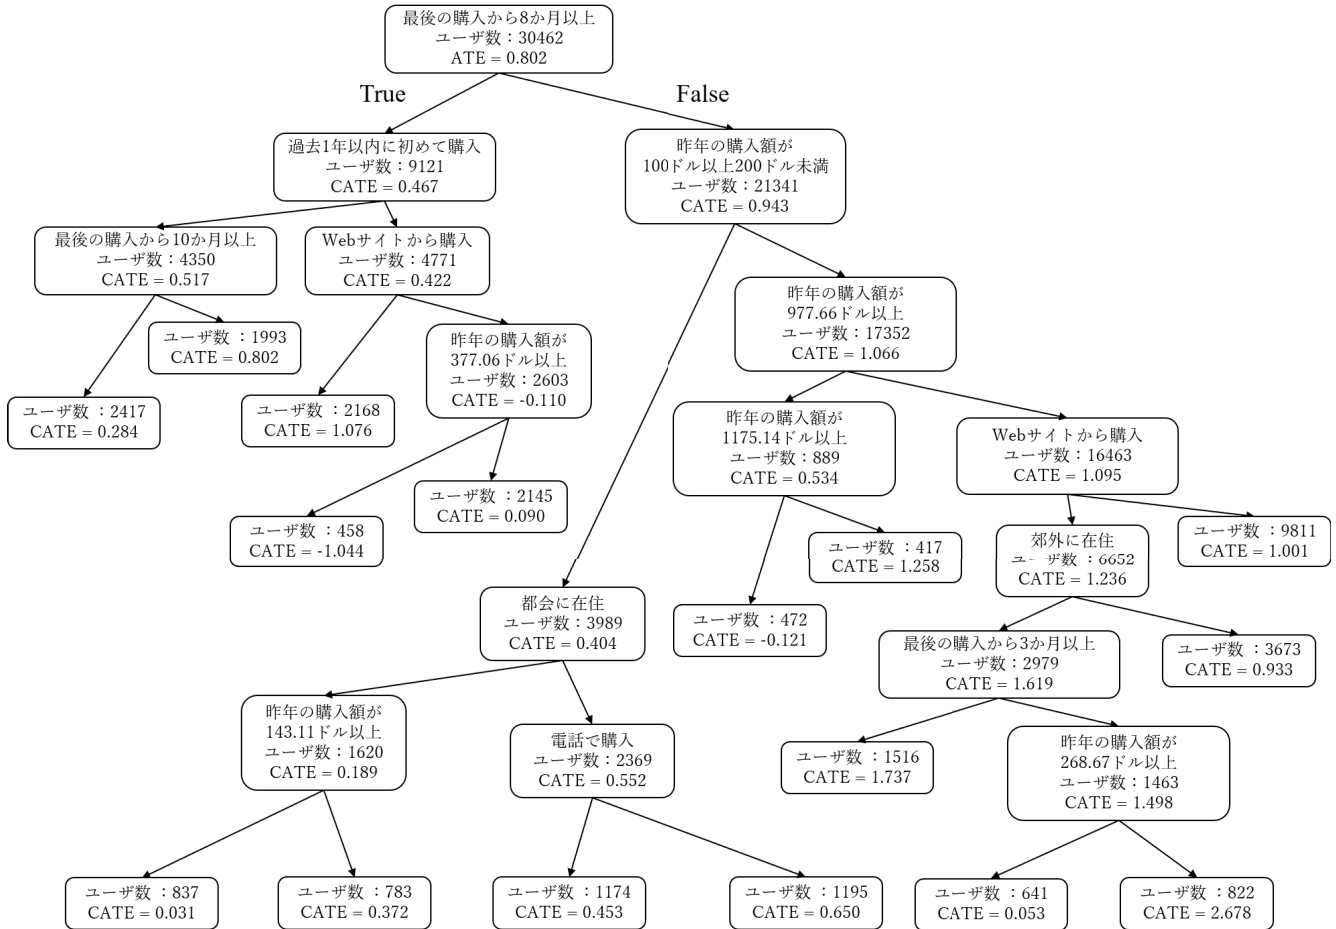 最後の購入から8か月以上
ユーザ数：30462
ATE = 0.802
True
False
過去1年以内に初めて購入
ユーザ数：9121
CATE = 0.467
昨年の購入額が
100ドル以上200ドル未満
ユーザ数：21341
CATE = 0.943
最後の購入から10か月以上
ユーザ数：4350
CATE = 0.517
Webサイトから購入
ユーザ数：4771
CATE = 0.422
昨年の購入額が
977.66ドル以上
ユーザ数：17352
CATE = 1.066
ユーザ数：1993
CATE = 0.802
昨年の購入額が
377.06ドル以上
ユーザ数：2603
CATE = -0.110
ユーザ数：2417
CATE = 0.284
ユーザ数：2168
CATE = 1.076
昨年の購入額が
1175.14ドル以上
ユーザ数：889
CATE = 0.534
Webサイトから購入
ユーザ数：16463
CATE = 1.095
ユーザ数：2145
CATE = 0.090
ユーザ数：458
CATE = -1.044
ユーザ数：417
CATE = 1.258
郊外に在住
ユーザ数：6652
CATE = 1.236
ユーザ数：9811
CATE = 1.001
都会に在住
ユーザ数：3989
CATE = 0.404
ユーザ数：472
CATE = -0.121
最後の購入から3か月以上
ユーザ数：2979
CATE = 1.619
ユーザ数：3673
CATE = 0.933
昨年の購入額が
143.11ドル以上
ユーザ数：1620
CATE = 0.189
電話で購入
ユーザ数：2369
CATE = 0.552
ユーザ数：1516
CATE = 1.737
昨年の購入額が
268.67ドル以上
ユーザ数：1463
CATE = 1.498
ユーザ数：837
CATE = 0.031
ユーザ数：783
CATE = 0.372
ユーザ数：1174
CATE = 0.453
ユーザ数：1195
CATE = 0.650
ユーザ数：641
CATE = 0.053
ユーザ数：822
CATE = 2.678